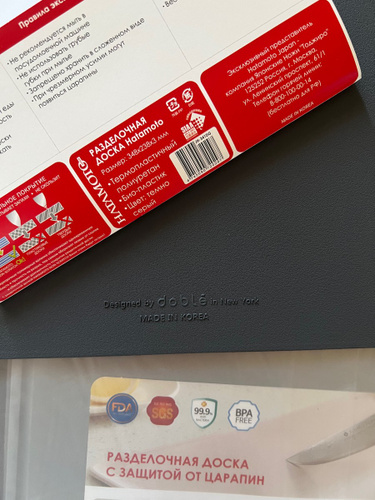 Правила экс
- Не рекомендуется мыть в
посудомоечной машине
- Не использовать грубые
губки при мытье
- Запрещено хранить в сложенном виде
- При чрезмерном усилии могут
появиться царапины
Эксклюзивный представитель
Hatamoto Japan:
компания Японские Ножи "Тоджиро"
125252 Россия, г. Москва,
ул. Ленинский проспект, 61/1
Телефон горячей линии:
8-800-100-00-14
(бесплатно для РФ)
MADE IN KOREA
HATAMOTO
РАЗДЕЛОЧНАЯ
ДОСКА Hatamoto
Размер: 348x238x3 мм
• Термопластичный
полиуретан
• Био-пластик
• Цвет: темно
серый
Designed by doble in New York
MADE IN KOREA
FDA
SGS
99.9%
BPA
FREE
РАЗДЕЛОЧНАЯ ДОСКА
С ЗАЩИТОЙ ОТ ЦАРАПИН